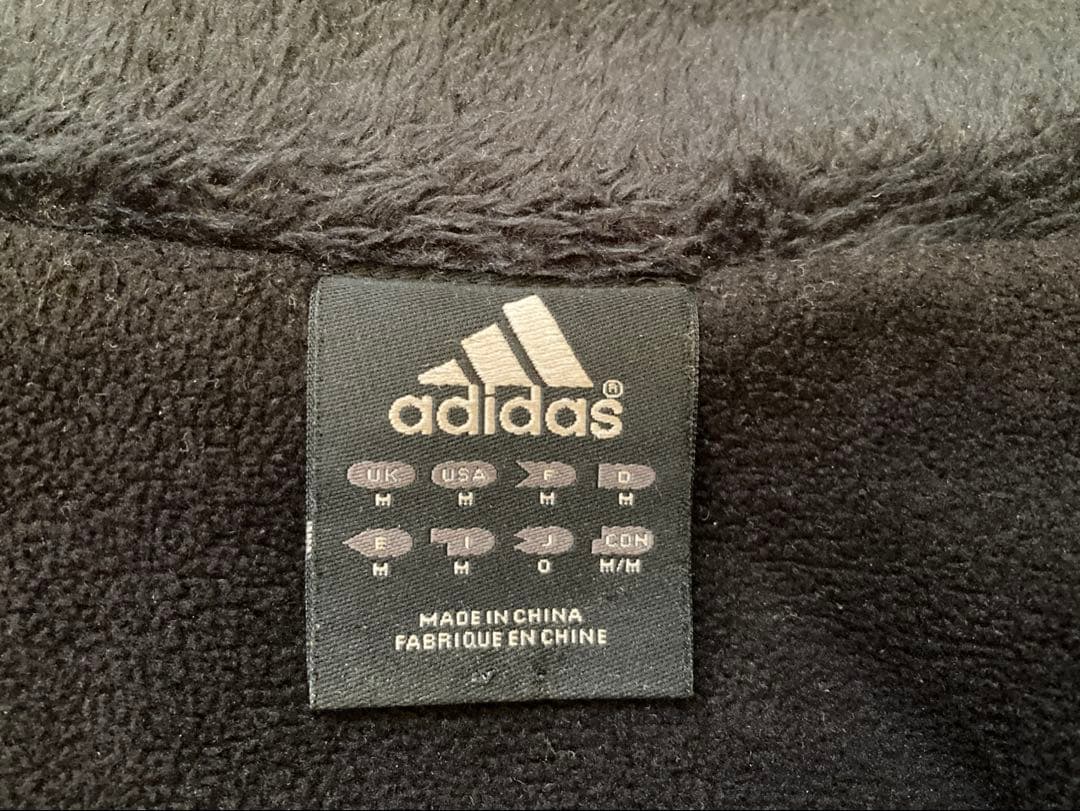 adidas®
UK USA F D
M M M M
E I J CDN
M M O M/M
MADE IN CHINA
FABRIQUE EN CHINE